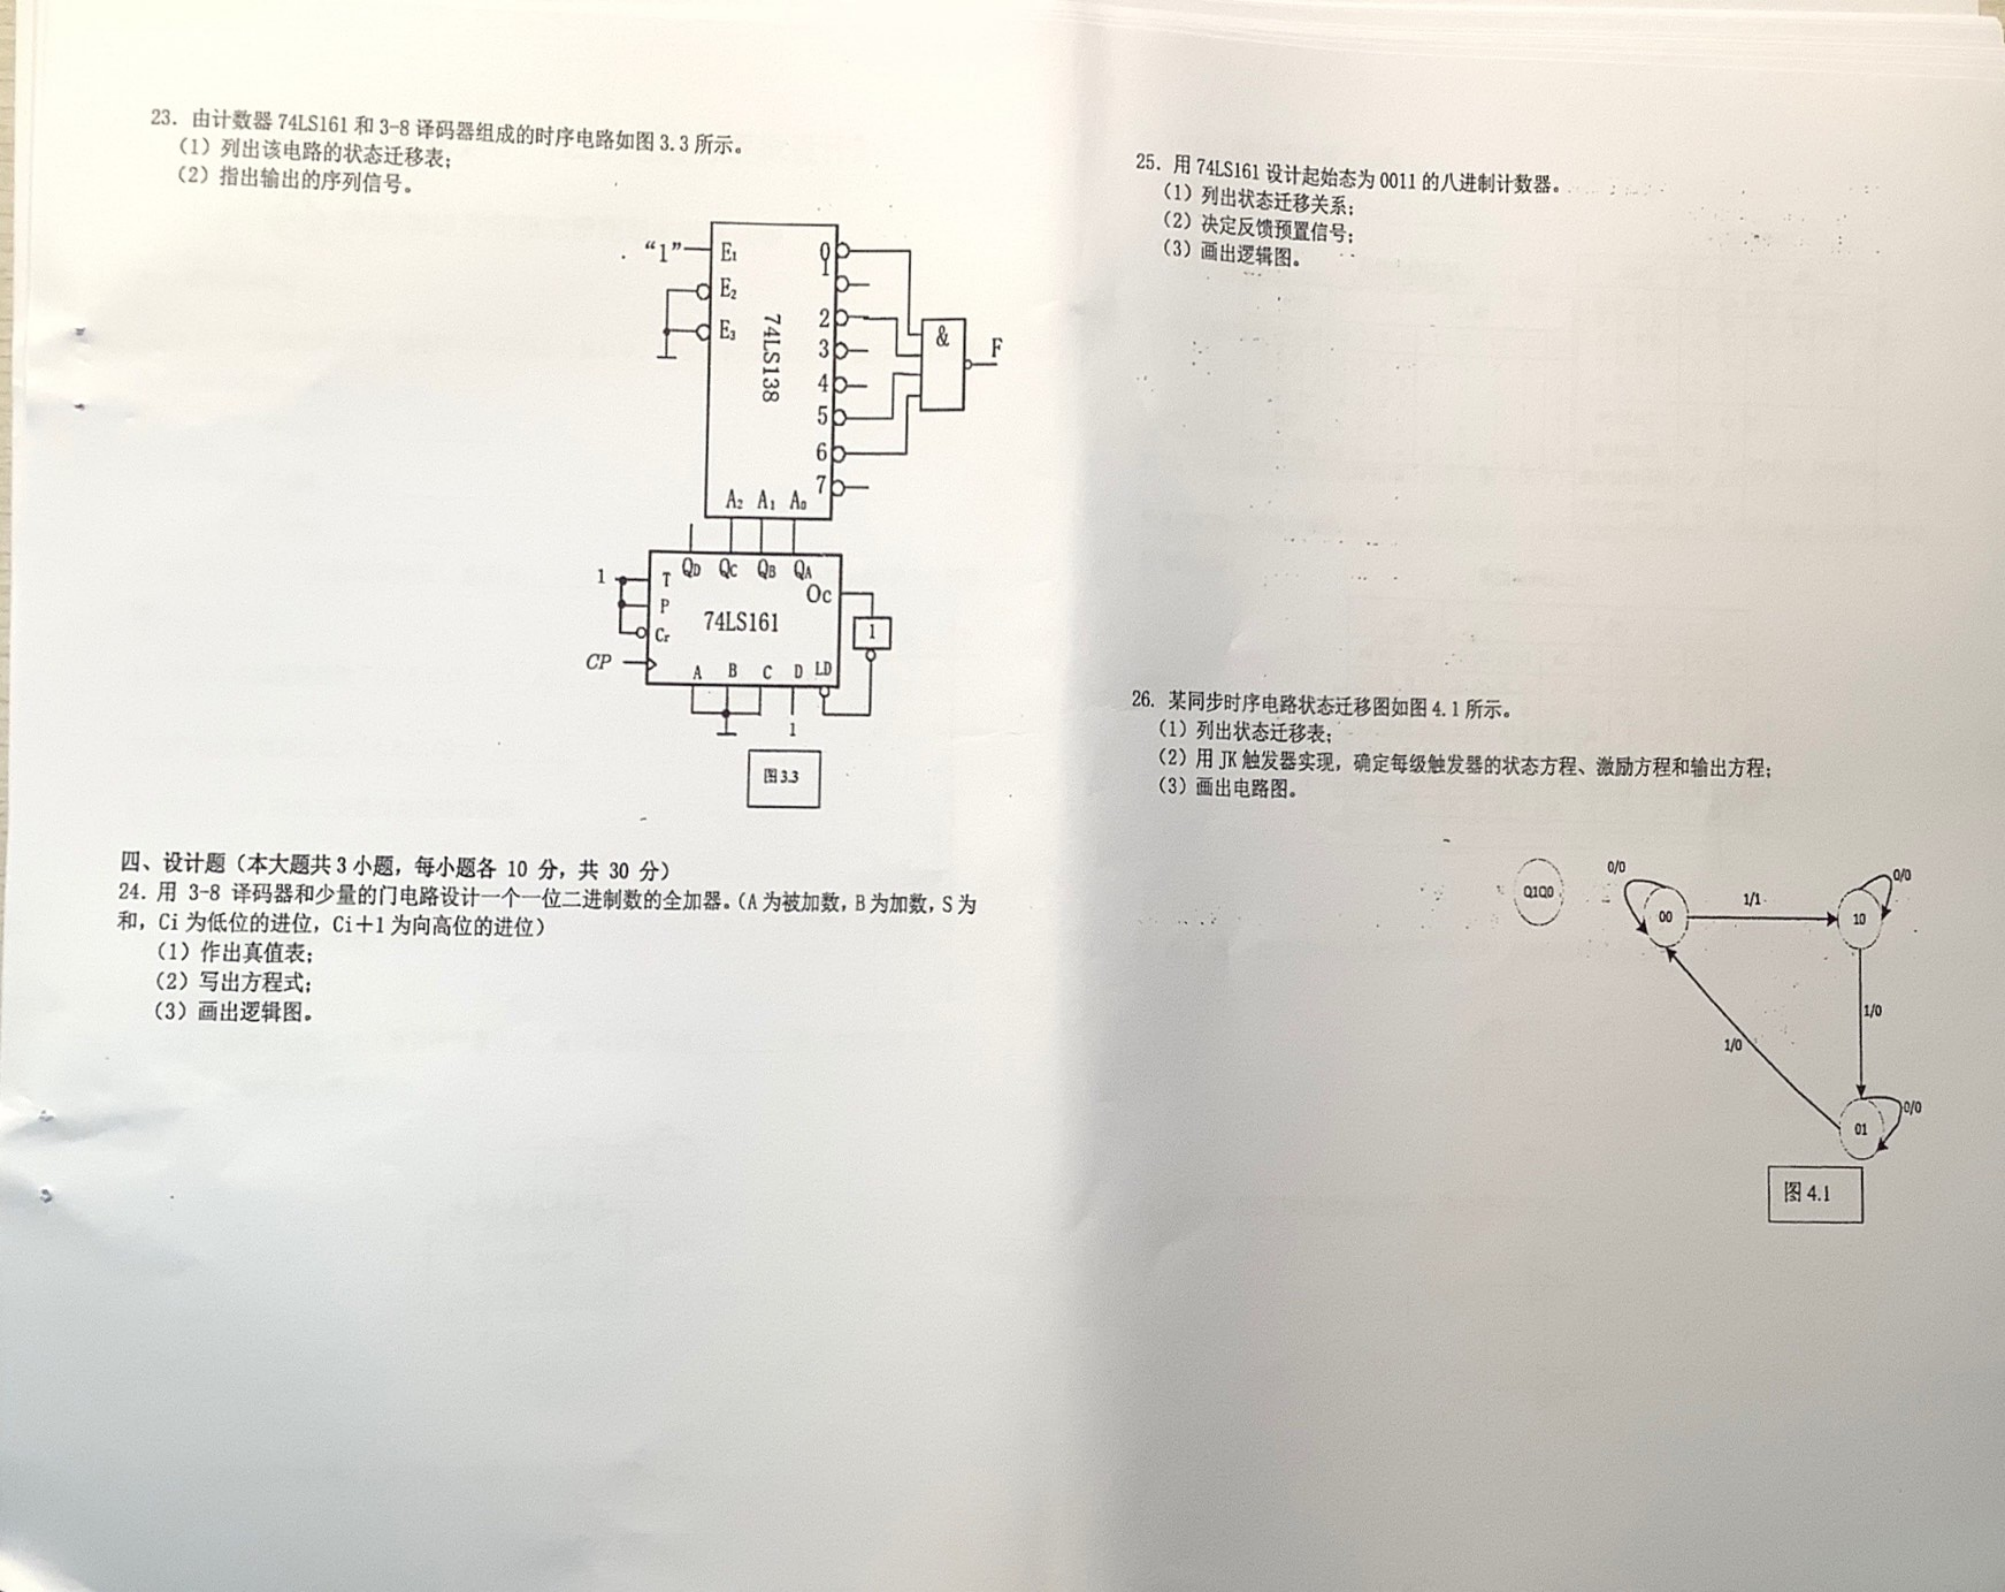 23. 由计数器 74LS161 和 3-8 译码器组成的时序电路如图 3.3 所示。
(1) 列出该电路的状态迁移表;
(2) 指出输出的序列信号。
“1”
E₁
E₂
E₃
74LS138
0
1
2
3
4
5
6
7
&
F
A₂ A₁ A₀
1
T
P
Cr
CP
QD QC QB QA
Oc
74LS161
1
A B C D LD
1
图 3.3
四、设计题 (本大题共 3 小题, 每小题各 10 分, 共 30 分)
24. 用 3-8 译码器和少量的门电路设计一个一位二进制数的全加器。(A 为被加数, B 为加数, S 为
和, Ci 为低位的进位, Ci+1 为向高位的进位)
(1) 作出真值表;
(2) 写出方程式;
(3) 画出逻辑图。
25. 用 74LS161 设计起始态为 0011 的八进制计数器。
(1) 列出状态迁移关系;
(2) 决定反馈预置信号;
(3) 画出逻辑图。
26. 某同步时序电路状态迁移图如图 4.1 所示。
(1) 列出状态迁移表;
(2) 用 JK 触发器实现, 确定每级触发器的状态方程、激励方程和输出方程;
(3) 画出电路图。
Q1Q0
0/0
00
1/1
10
0/0
1/0
1/0
01
0/0
图 4.1